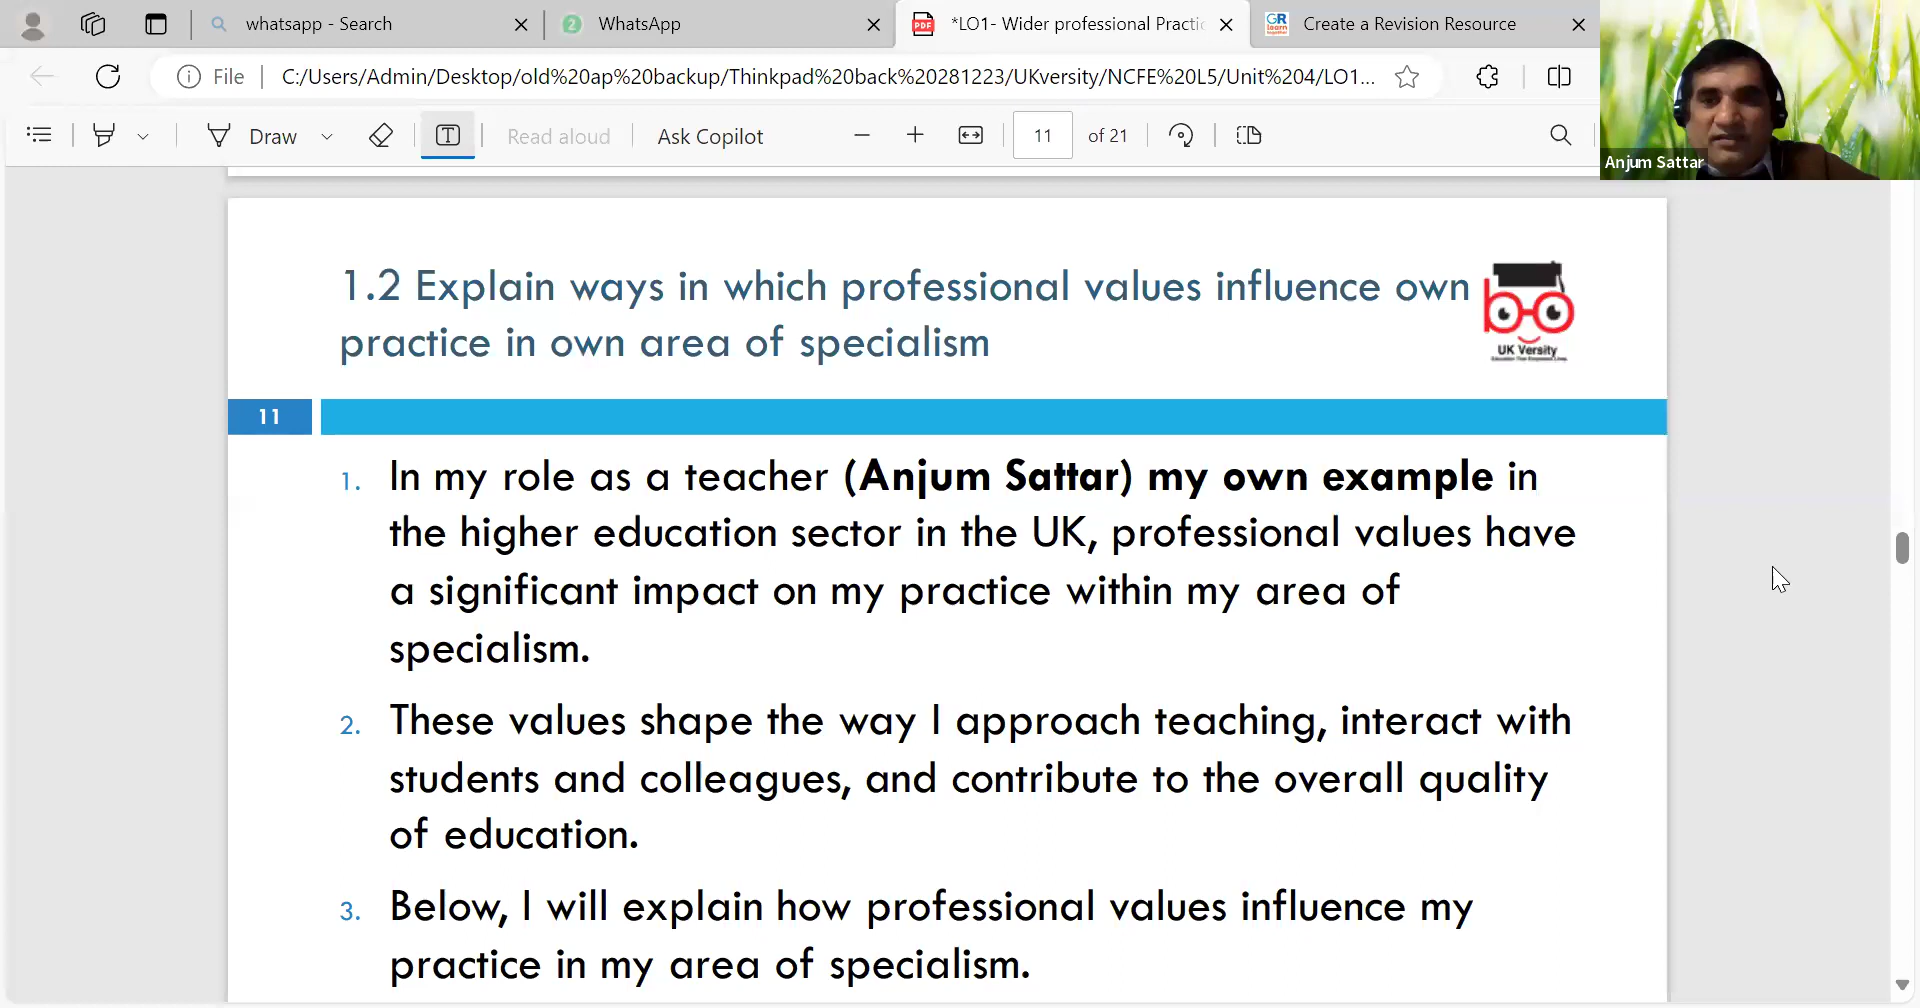 whatsapp - Search
2 WhatsApp
PDF *LO1- Wider professional Practic
GR learn together Create a Revision Resource
File C:/Users/Admin/Desktop/old%20ap%20backup/Thinkpad%20back%20281223/UKversity/NCFE%20L5/Unit%204/LO1...
Draw
Read aloud
Ask Copilot
11 of 21
Anjum Sattar
1.2 Explain ways in which professional values influence own
practice in own area of specialism
UK Versity
11
1. In my role as a teacher (Anjum Sattar) my own example in
the higher education sector in the UK, professional values have
a significant impact on my practice within my area of
specialism.
2. These values shape the way I approach teaching, interact with
students and colleagues, and contribute to the overall quality
of education.
3. Below, I will explain how professional values influence my
practice in my area of specialism.